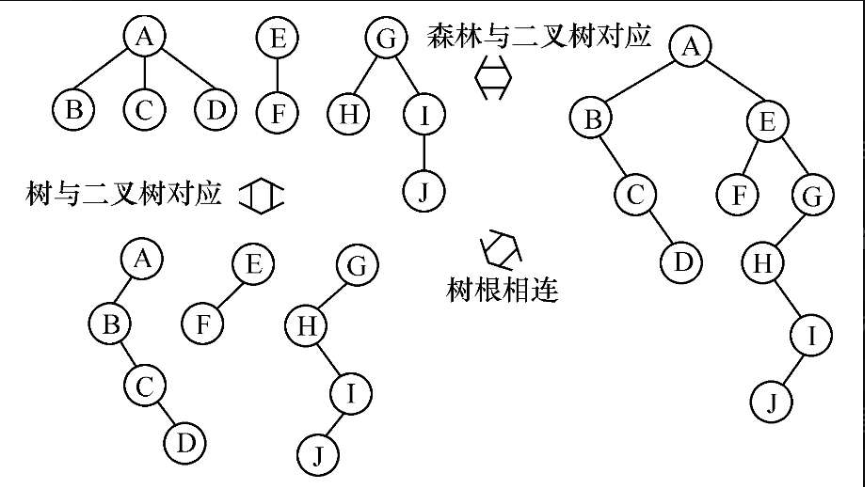 A E G 森林与二叉树对应 A
B C D F H I B E
J C F G
树与二叉树对应
A E G D H
树根相连
B F H I
C I J
D J